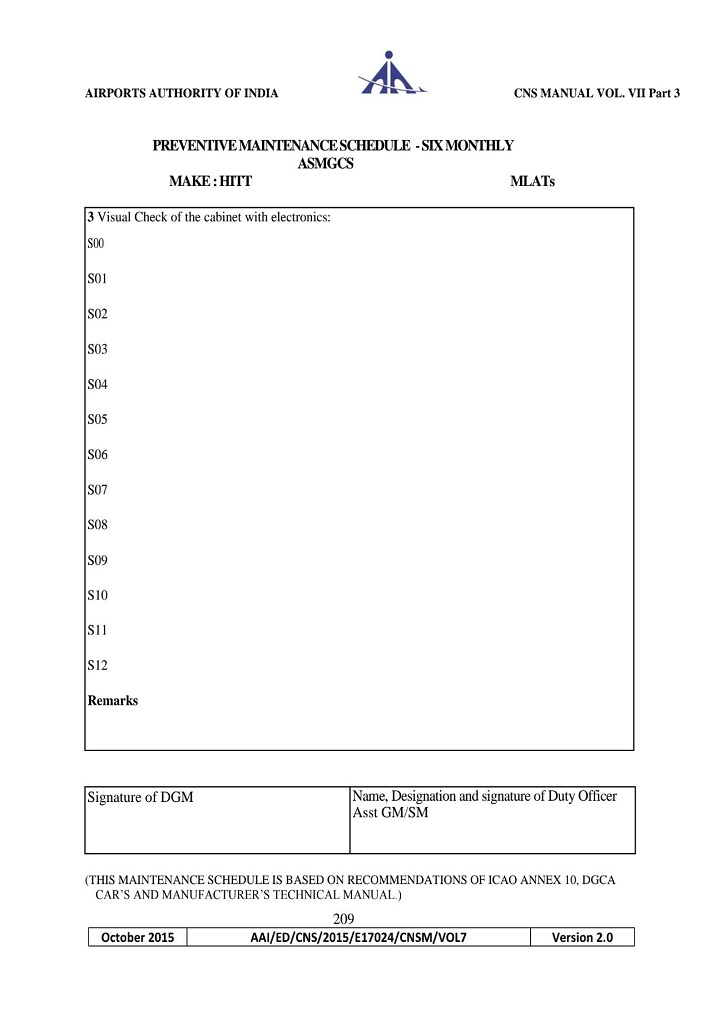 AIRPORTS AUTHORITY OF INDIA CNS MANUAL VOL. VII Part 3
PREVENTIVE MAINTENANCE SCHEDULE - SIX MONTHLY
ASMGCS
MAKE : HITT MLATs
3 Visual Check of the cabinet with electronics:
S00
S01
S02
S03
S04
S05
S06
S07
S08
S09
S10
S11
S12
Remarks
Signature of DGM
Name, Designation and signature of Duty Officer
Asst GM/SM
(THIS MAINTENANCE SCHEDULE IS BASED ON RECOMMENDATIONS OF ICAO ANNEX 10, DGCA
CAR'S AND MANUFACTURER'S TECHNICAL MANUAL.)
209
October 2015 AAI/ED/CNS/2015/E17024/CNSM/VOL7 Version 2.0